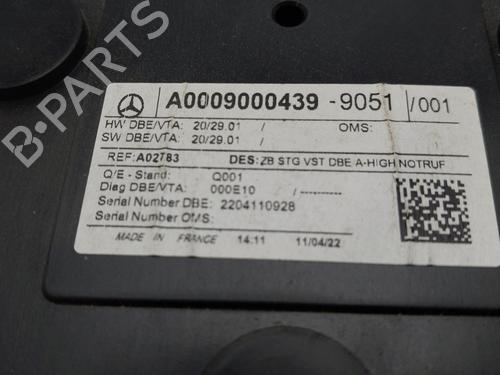 A0009000439 - 9051 /001
HW DBE/VTA: 20/29.01 / OMS:
SW DBE/VTA: 20/29.01 /
REF: A02783 DES: ZB STG VST DBE A-HIGH NOTRUF
Q/E - Stand: Q001
Diag DBE/VTA: 000E10 /
Serial Number DBE: 2204110928
Serial Number OMS:
MADE IN FRANCE 14:11 11/04/22
B-PARTS